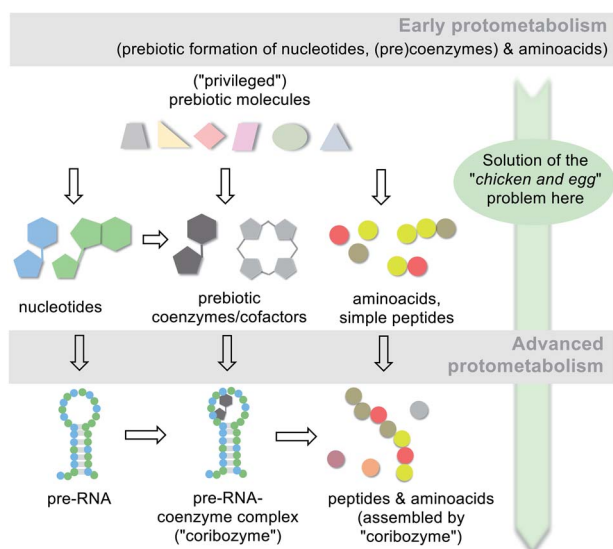 Early protometabolism
(prebiotic formation of nucleotides, (pre)coenzymes) & aminoacids)
("privileged")
prebiotic molecules
Solution of the
"chicken and egg"
problem here
nucleotides
prebiotic
coenzymes/cofactors
aminoacids,
simple peptides
Advanced
protometabolism
pre-RNA
pre-RNA-
coenzyme complex
("coribozyme")
peptides & aminoacids
(assembled by
"coribozyme")